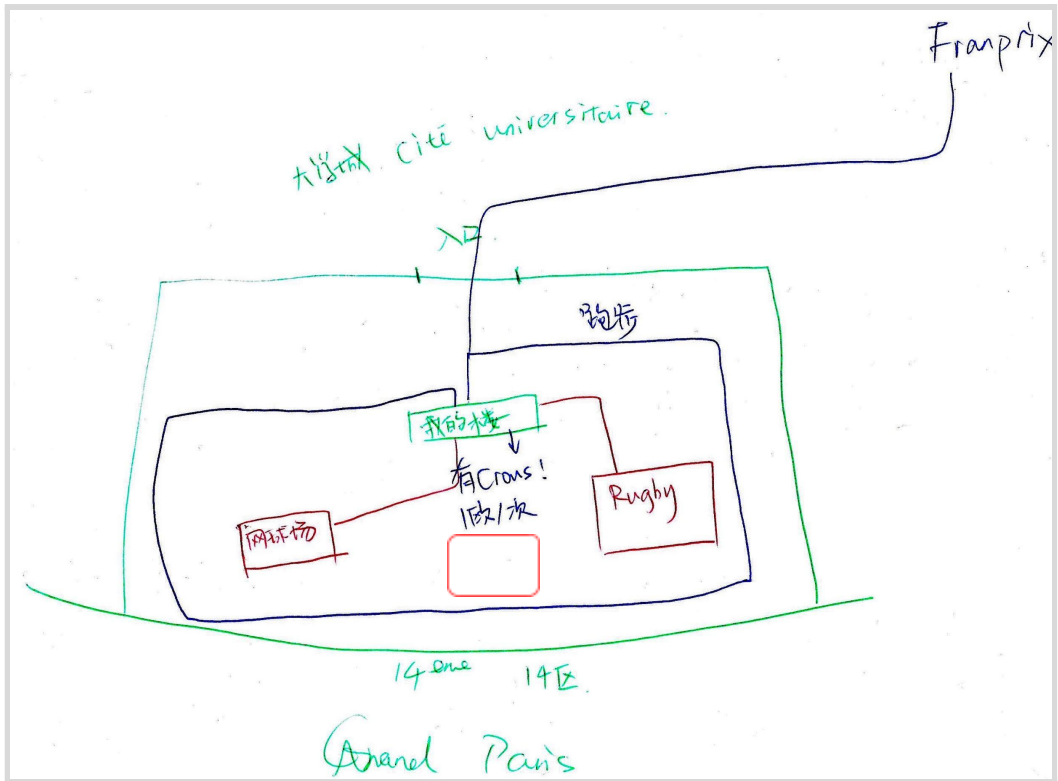 Franprix
大学城 Cité universitaire.
入口
跑步
我的楼
有Crous!
1欧/次
网球场
Rugby
14eme 14区.
Grand Paris